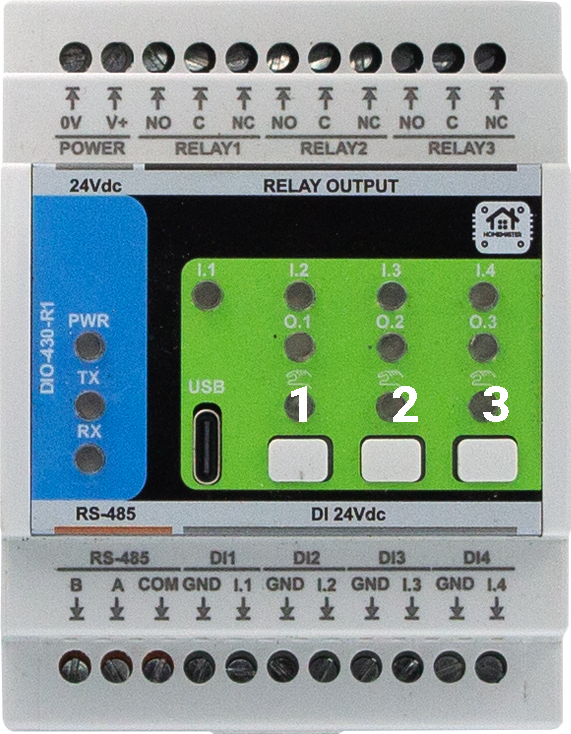 0V V+ NO C NC NO C NC NO C NC
POWER RELAY1 RELAY2 RELAY3
24Vdc RELAY OUTPUT
HOMEMASTER
I.1 I.2 I.3 I.4
O.1 O.2 O.3
DIO-430-R1
PWR
TX
RX
USB
1 2 3
RS-485 DI 24Vdc
RS-485 DI1 DI2 DI3 DI4
B A COM GND I.1 GND I.2 GND I.3 GND I.4